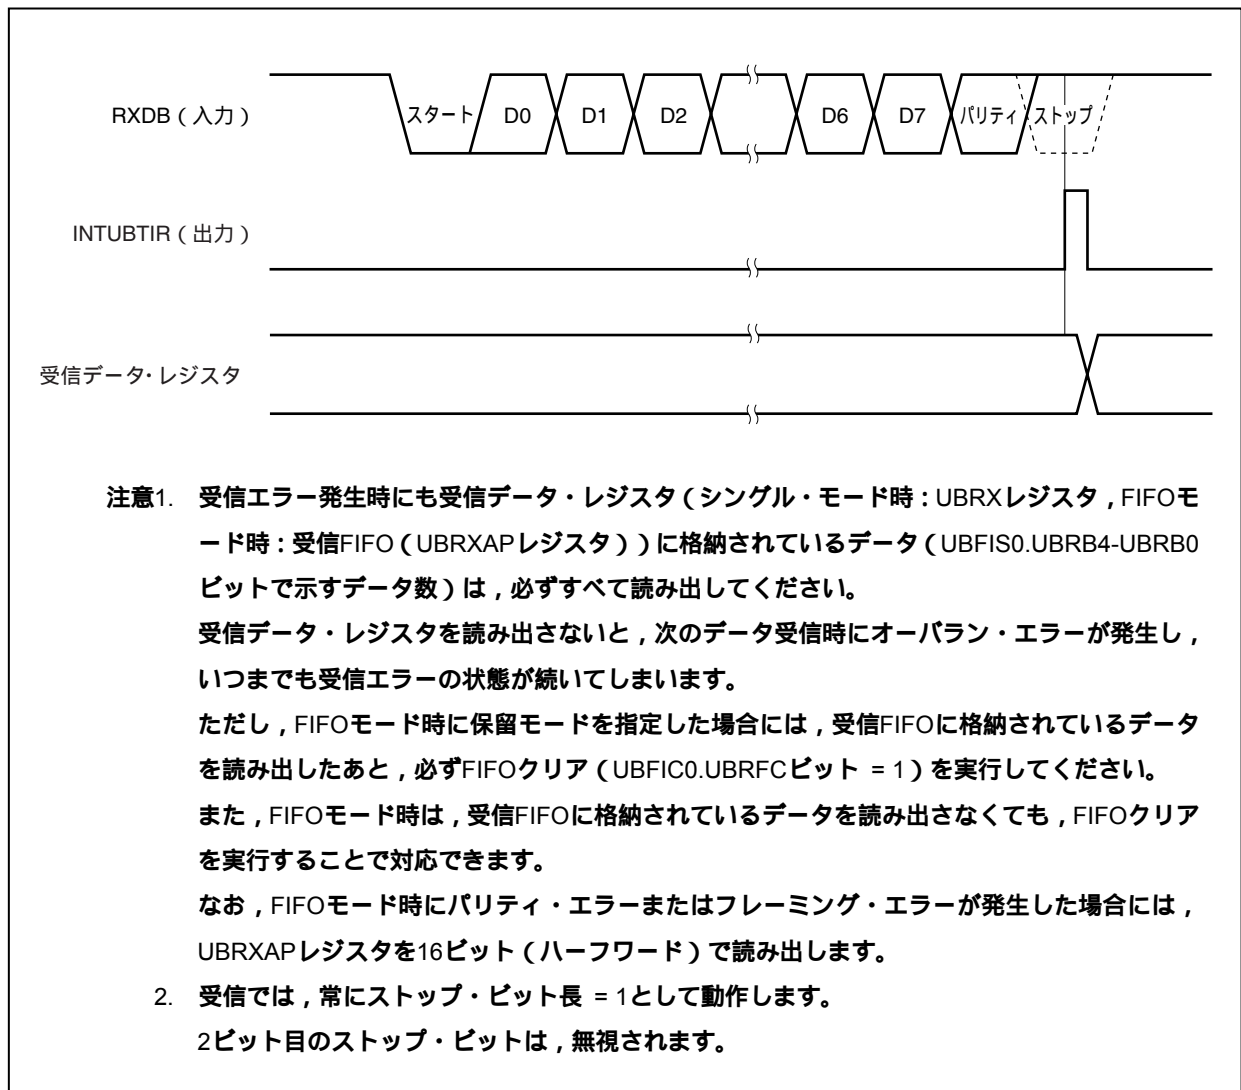 RXDB（入力）
スタート D0 D1 D2 D6 D7 パリティ ストップ
INTUBTIR（出力）
受信データ・レジスタ
注意1. 受信エラー発生時にも受信データ・レジスタ（シングル・モード時：UBRXレジスタ，FIFOモ
ード時：受信FIFO（UBRXAPレジスタ））に格納されているデータ（UBFIS0.UBRB4-UBRB0
ビットで示すデータ数）は，必ずすべて読み出してください。
受信データ・レジスタを読み出さないと，次のデータ受信時にオーバラン・エラーが発生し，
いつまでも受信エラーの状態が続いてしまいます。
ただし，FIFOモード時に保留モードを指定した場合には，受信FIFOに格納されているデータ
を読み出したあと，必ずFIFOクリア（UBFIC0.UBRFCビット = 1）を実行してください。
また，FIFOモード時は，受信FIFOに格納されているデータを読み出さなくても，FIFOクリア
を実行することで対応できます。
なお，FIFOモード時にパリティ・エラーまたはフレーミング・エラーが発生した場合には，
UBRXAPレジスタを16ビット（ハーフワード）で読み出します。
2. 受信では，常にストップ・ビット長 = 1として動作します。
2ビット目のストップ・ビットは，無視されます。